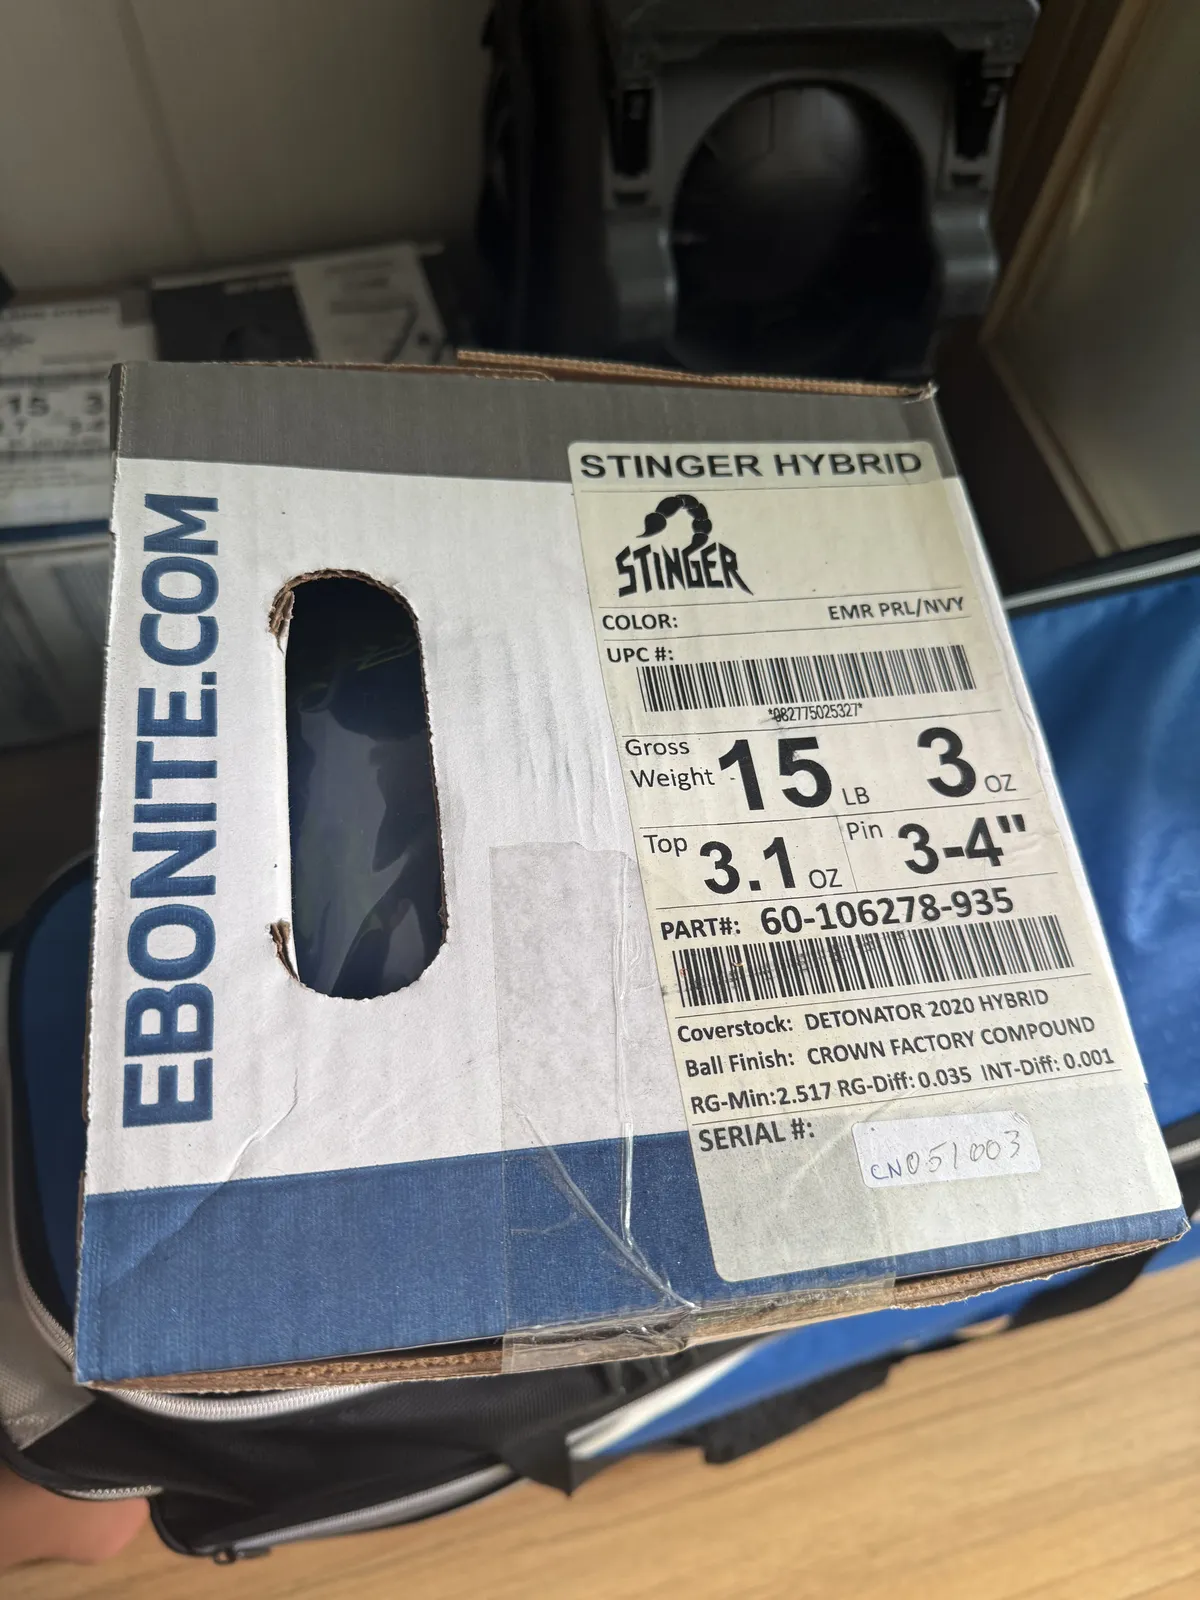 EBONITE.COM
STINGER HYBRID
STINGER
COLOR: EMR PRL/NVY
UPC #:
*082775025327*
Gross Weight 15 LB 3 OZ
Top 3.1 OZ Pin 3-4"
PART#: 60-106278-935
Coverstock: DETONATOR 2020 HYBRID
Ball Finish: CROWN FACTORY COMPOUND
RG-Min:2.517 RG-Diff: 0.035 INT-Diff: 0.001
SERIAL #: CN051003
15 3